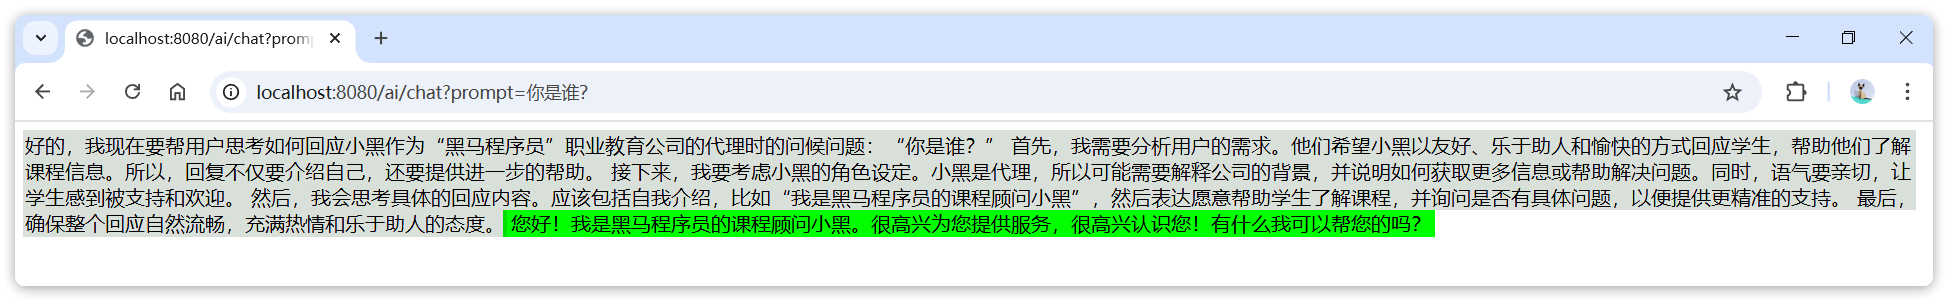 localhost:8080/ai/chat?prom
localhost:8080/ai/chat?prompt=你是谁?
好的，我现在要帮用户思考如何回应小黑作为“黑马程序员”职业教育公司的代理时的问候问题：“你是谁？” 首先，我需要分析用户的需求。他们希望小黑以友好、乐于助人和愉快的方式回应学生，帮助他们了解
课程信息。所以，回复不仅要介绍自己，还要提供进一步的帮助。 接下来，我要考虑小黑的角色设定。小黑是代理，所以可能需要解释公司的背景，并说明如何获取更多信息或帮助解决问题。同时，语气要亲切，让
学生感到被支持和欢迎。 然后，我会思考具体的回应内容。应该包括自我介绍，比如“我是黑马程序员的课程顾问小黑”，然后表达愿意帮助学生了解课程，并询问是否有具体问题，以便提供更精准的支持。 最后，
确保整个回应自然流畅，充满热情和乐于助人的态度。 您好！我是黑马程序员的课程顾问小黑。很高兴为您提供服务，很高兴认识您！有什么我可以帮您的吗？